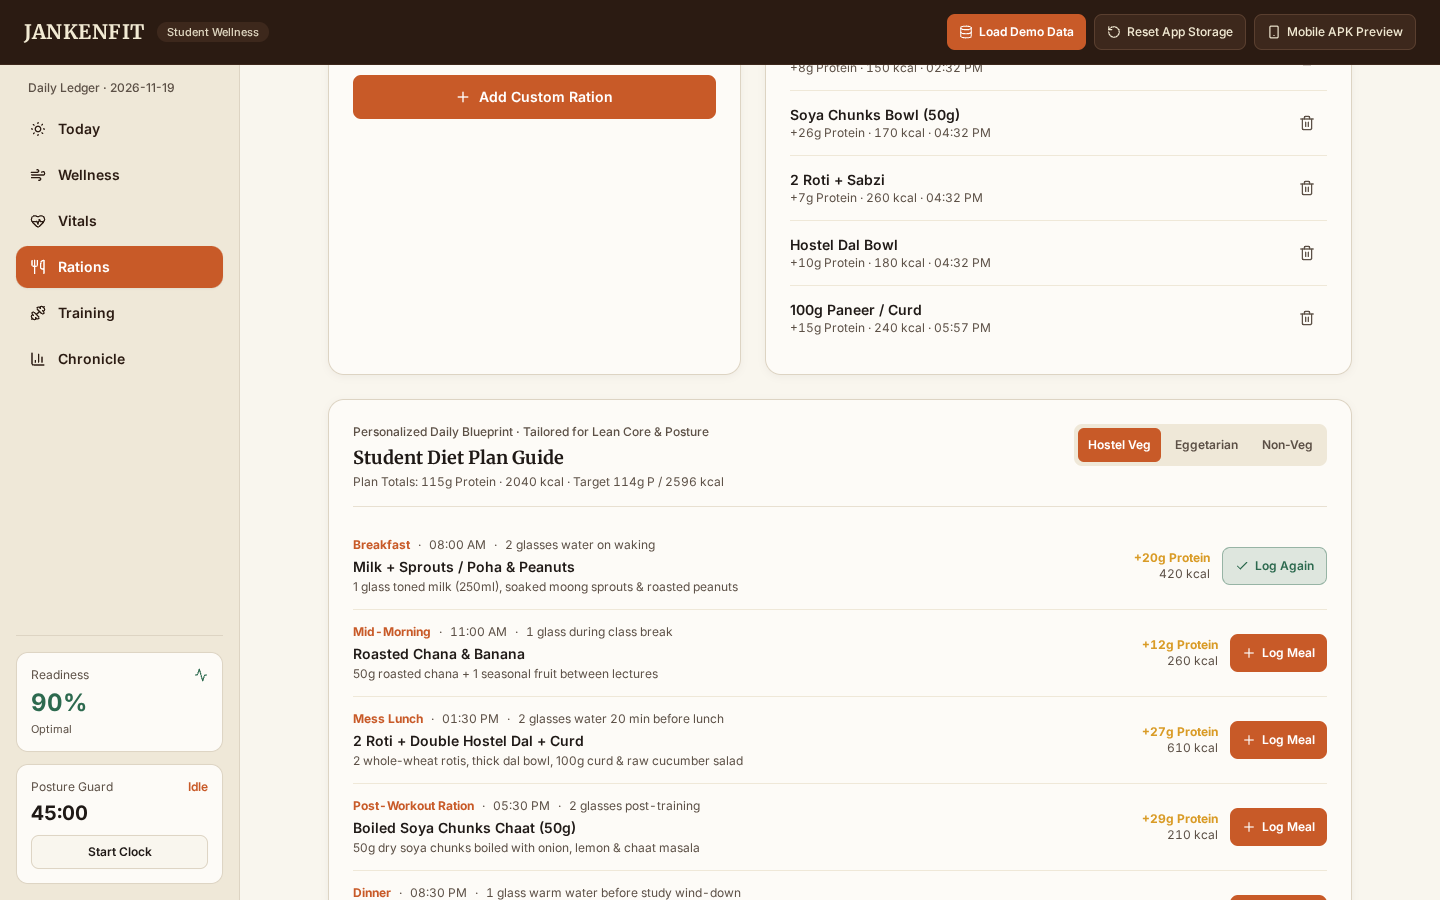 JANKENFIT
Student Wellness
Load Demo Data
Reset App Storage
Mobile APK Preview
Daily Ledger · 2026-11-19
Today
Wellness
Vitals
Rations
Training
Chronicle
Readiness
90%
Optimal
Posture Guard
Idle
45:00
Start Clock
Add Custom Ration
+8g Protein · 150 kcal · 02:32 PM
Soya Chunks Bowl (50g)
+26g Protein · 170 kcal · 04:32 PM
2 Roti + Sabzi
+7g Protein · 260 kcal · 04:32 PM
Hostel Dal Bowl
+10g Protein · 180 kcal · 04:32 PM
100g Paneer / Curd
+15g Protein · 240 kcal · 05:57 PM
Personalized Daily Blueprint · Tailored for Lean Core & Posture
Student Diet Plan Guide
Plan Totals: 115g Protein · 2040 kcal · Target 114g P / 2596 kcal
Hostel Veg
Eggetarian
Non-Veg
Breakfast · 08:00 AM · 2 glasses water on waking
Milk + Sprouts / Poha & Peanuts
1 glass toned milk (250ml), soaked moong sprouts & roasted peanuts
+20g Protein
420 kcal
Log Again
Mid-Morning · 11:00 AM · 1 glass during class break
Roasted Chana & Banana
50g roasted chana + 1 seasonal fruit between lectures
+12g Protein
260 kcal
Log Meal
Mess Lunch · 01:30 PM · 2 glasses water 20 min before lunch
2 Roti + Double Hostel Dal + Curd
2 whole-wheat rotis, thick dal bowl, 100g curd & raw cucumber salad
+27g Protein
610 kcal
Log Meal
Post-Workout Ration · 05:30 PM · 2 glasses post-training
Boiled Soya Chunks Chaat (50g)
50g dry soya chunks boiled with onion, lemon & chaat masala
+29g Protein
210 kcal
Log Meal
Dinner · 08:30 PM · 1 glass warm water before study wind-down